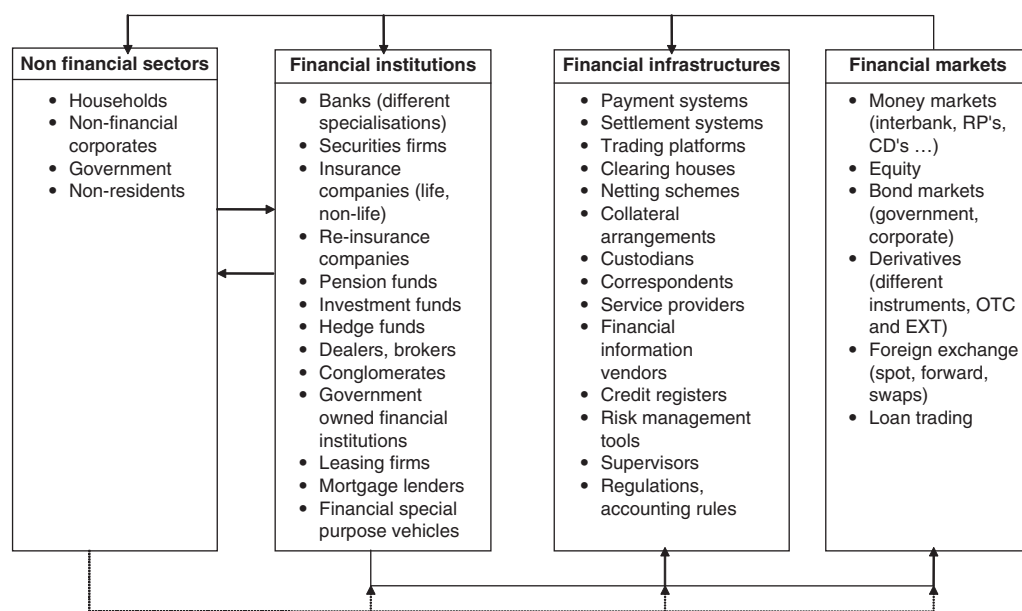 Non financial sectors
• Households
• Non-financial
corporates
• Government
• Non-residents
Financial institutions
• Banks (different
specialisations)
• Securities firms
• Insurance
companies (life,
non-life)
• Re-insurance
companies
• Pension funds
• Investment funds
• Hedge funds
• Dealers, brokers
• Conglomerates
• Government
owned financial
institutions
• Leasing firms
• Mortgage lenders
• Financial special
purpose vehicles
Financial infrastructures
• Payment systems
• Settlement systems
• Trading platforms
• Clearing houses
• Netting schemes
• Collateral
arrangements
• Custodians
• Correspondents
• Service providers
• Financial
information
vendors
• Credit registers
• Risk management
tools
• Supervisors
• Regulations,
accounting rules
Financial markets
• Money markets
(interbank, RP's,
CD's …)
• Equity
• Bond markets
(government,
corporate)
• Derivatives
(different
instruments, OTC
and EXT)
• Foreign exchange
(spot, forward,
swaps)
• Loan trading